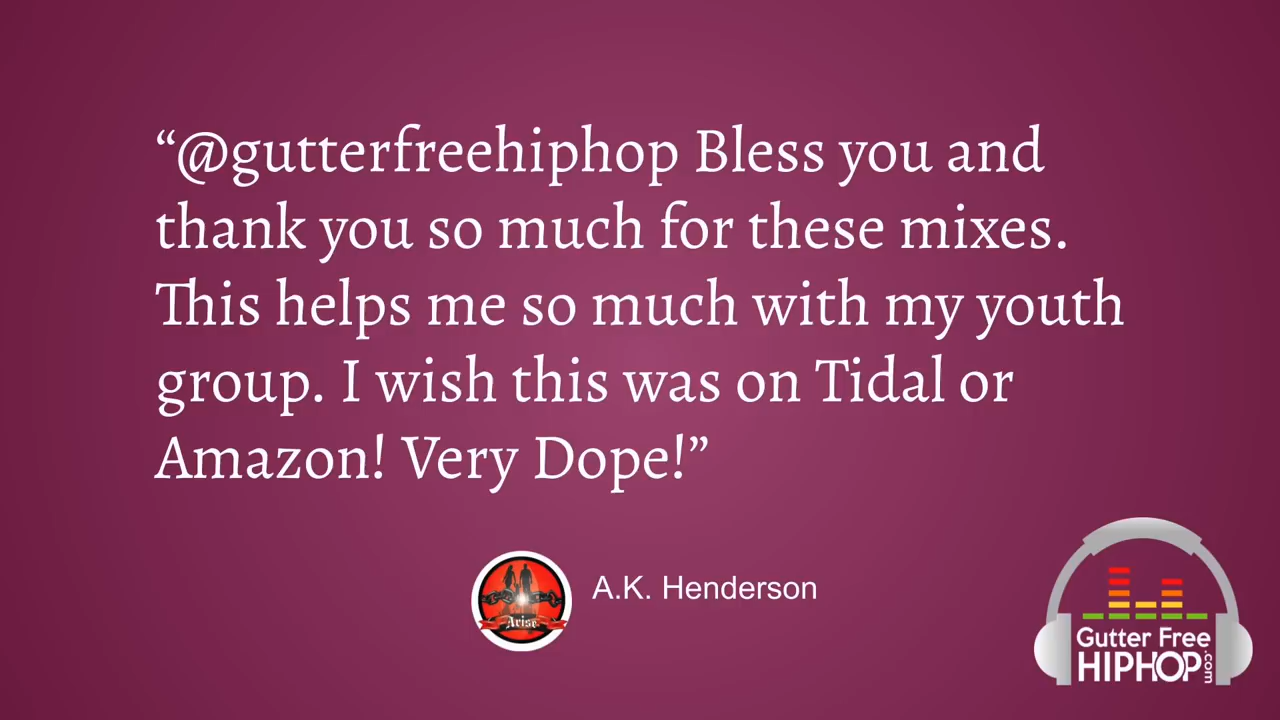 “@gutterfreehiphop Bless you and
thank you so much for these mixes.
This helps me so much with my youth
group. I wish this was on Tidal or
Amazon! Very Dope!”
A.K. Henderson
Arise
Gutter Free
HIPHOP.com